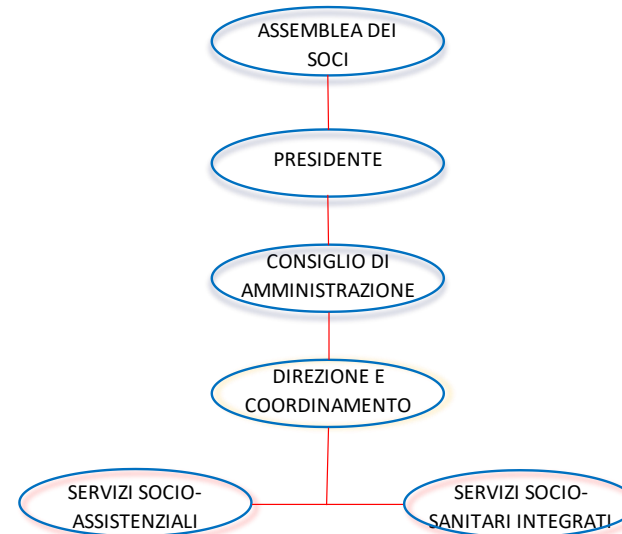 ASSEMBLEA DEI
SOCI
PRESIDENTE
CONSIGLIO DI
AMMINISTRAZIONE
DIREZIONE E
COORDINAMENTO
SERVIZI SOCIO-
ASSISTENZIALI
SERVIZI SOCIO-
SANITARI INTEGRATI